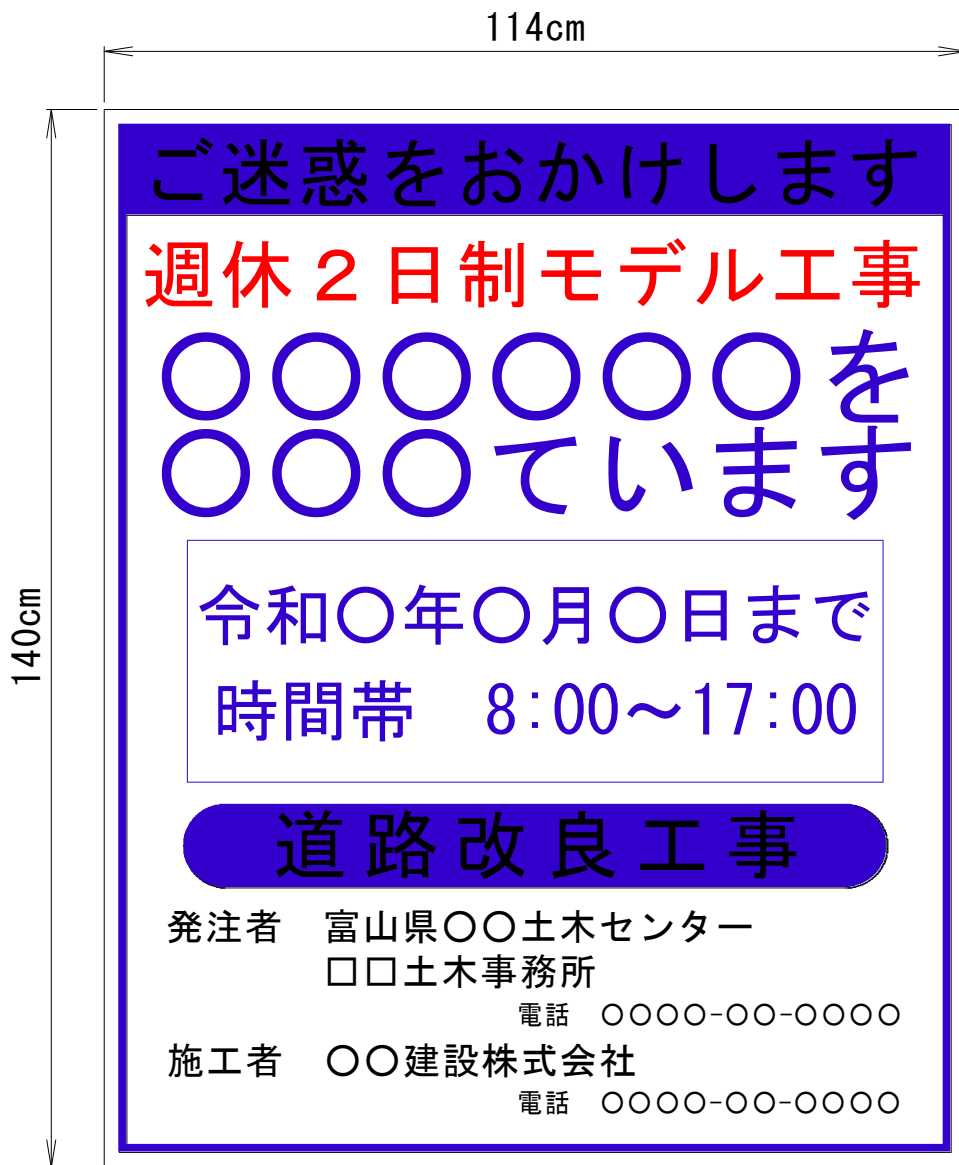 114cm
140cm
ご迷惑をおかけします
週休２日制モデル工事
〇〇〇〇〇〇を
〇〇〇ています
令和〇年〇月〇日まで
時間帯　8:00～17:00
道路改良工事
発注者　富山県〇〇土木センター
□□土木事務所
電話　〇〇〇〇-〇〇-〇〇〇〇
施工者　〇〇建設株式会社
電話　〇〇〇〇-〇〇-〇〇〇〇